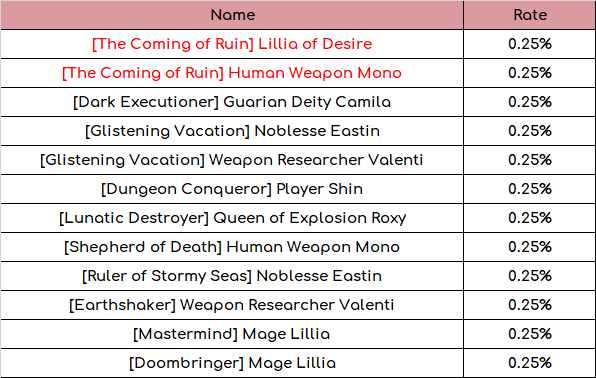 Name Rate
[The Coming of Ruin] Lillia of Desire 0.25%
[The Coming of Ruin] Human Weapon Mono 0.25%
[Dark Executioner] Guarian Deity Camila 0.25%
[Glistening Vacation] Noblesse Eastin 0.25%
[Glistening Vacation] Weapon Researcher Valenti 0.25%
[Dungeon Conqueror] Player Shin 0.25%
[Lunatic Destroyer] Queen of Explosion Roxy 0.25%
[Shepherd of Death] Human Weapon Mono 0.25%
[Ruler of Stormy Seas] Noblesse Eastin 0.25%
[Earthshaker] Weapon Researcher Valenti 0.25%
[Mastermind] Mage Lillia 0.25%
[Doombringer] Mage Lillia 0.25%